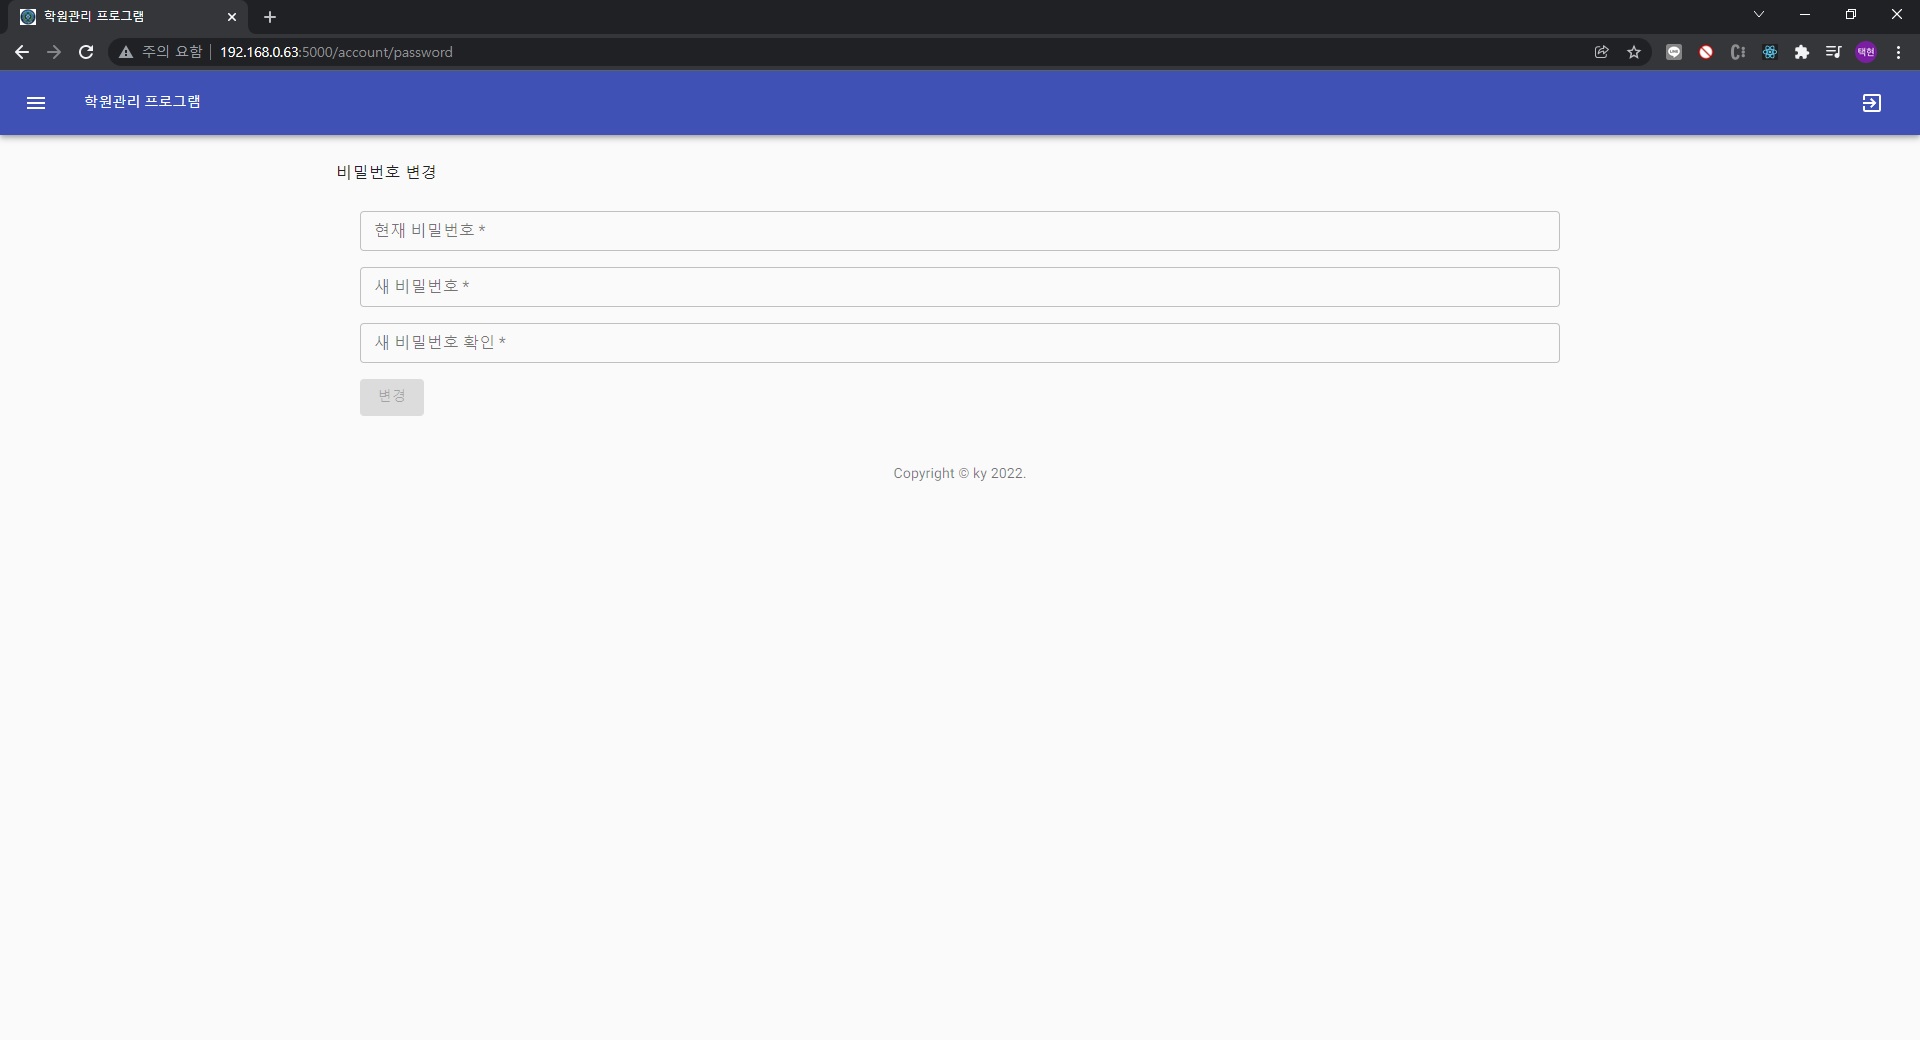 학원관리 프로그램
주의 요함 192.168.0.63:5000/account/password
택현
학원관리 프로그램
비밀번호 변경
현재 비밀번호 *
새 비밀번호 *
새 비밀번호 확인 *
변경
Copyright © ky 2022.